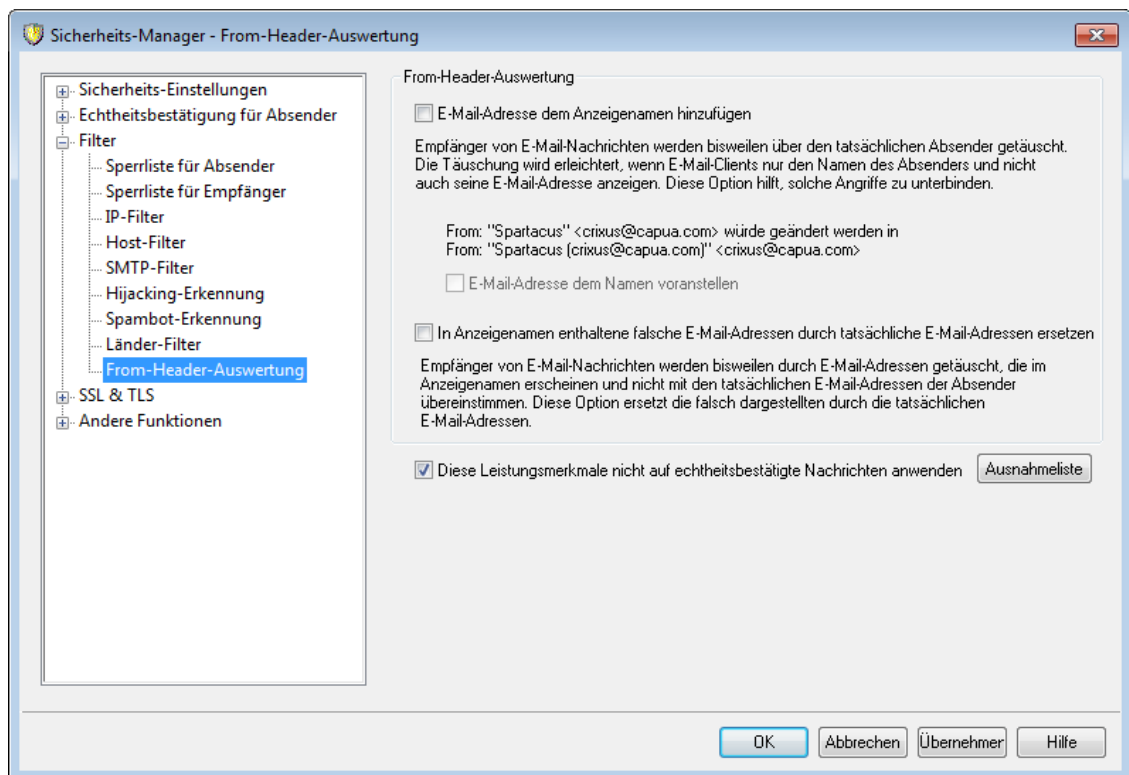 Sicherheits-Manager - From-Header-Auswertung
Sicherheits-Einstellungen
Echtheitsbestätigung für Absender
Filter
Sperrliste für Absender
Sperrliste für Empfänger
IP-Filter
Host-Filter
SMTP-Filter
Hijacking-Erkennung
Spambot-Erkennung
Länder-Filter
From-Header-Auswertung
SSL & TLS
Andere Funktionen
From-Header-Auswertung
E-Mail-Adresse dem Anzeigenamen hinzufügen
Empfänger von E-Mail-Nachrichten werden bisweilen über den tatsächlichen Absender getäuscht.
Die Täuschung wird erleichtert, wenn E-Mail-Clients nur den Namen des Absenders und nicht
auch seine E-Mail-Adresse anzeigen. Diese Option hilft, solche Angriffe zu unterbinden.
From: "Spartacus" <crixus@capua.com> würde geändert werden in
From: "Spartacus (crixus@capua.com)" <crixus@capua.com>
E-Mail-Adresse dem Namen voranstellen
In Anzeigenamen enthaltene falsche E-Mail-Adressen durch tatsächliche E-Mail-Adressen ersetzen
Empfänger von E-Mail-Nachrichten werden bisweilen durch E-Mail-Adressen getäuscht, die im
Anzeigenamen erscheinen und nicht mit den tatsächlichen E-Mail-Adressen der Absender
übereinstimmen. Diese Option ersetzt die falsch dargestellten durch die tatsächlichen
E-Mail-Adressen.
Diese Leistungsmerkmale nicht auf echtheitsbestätigte Nachrichten anwenden
Ausnahmeliste
OK
Abbrechen
Übernehmer
Hilfe